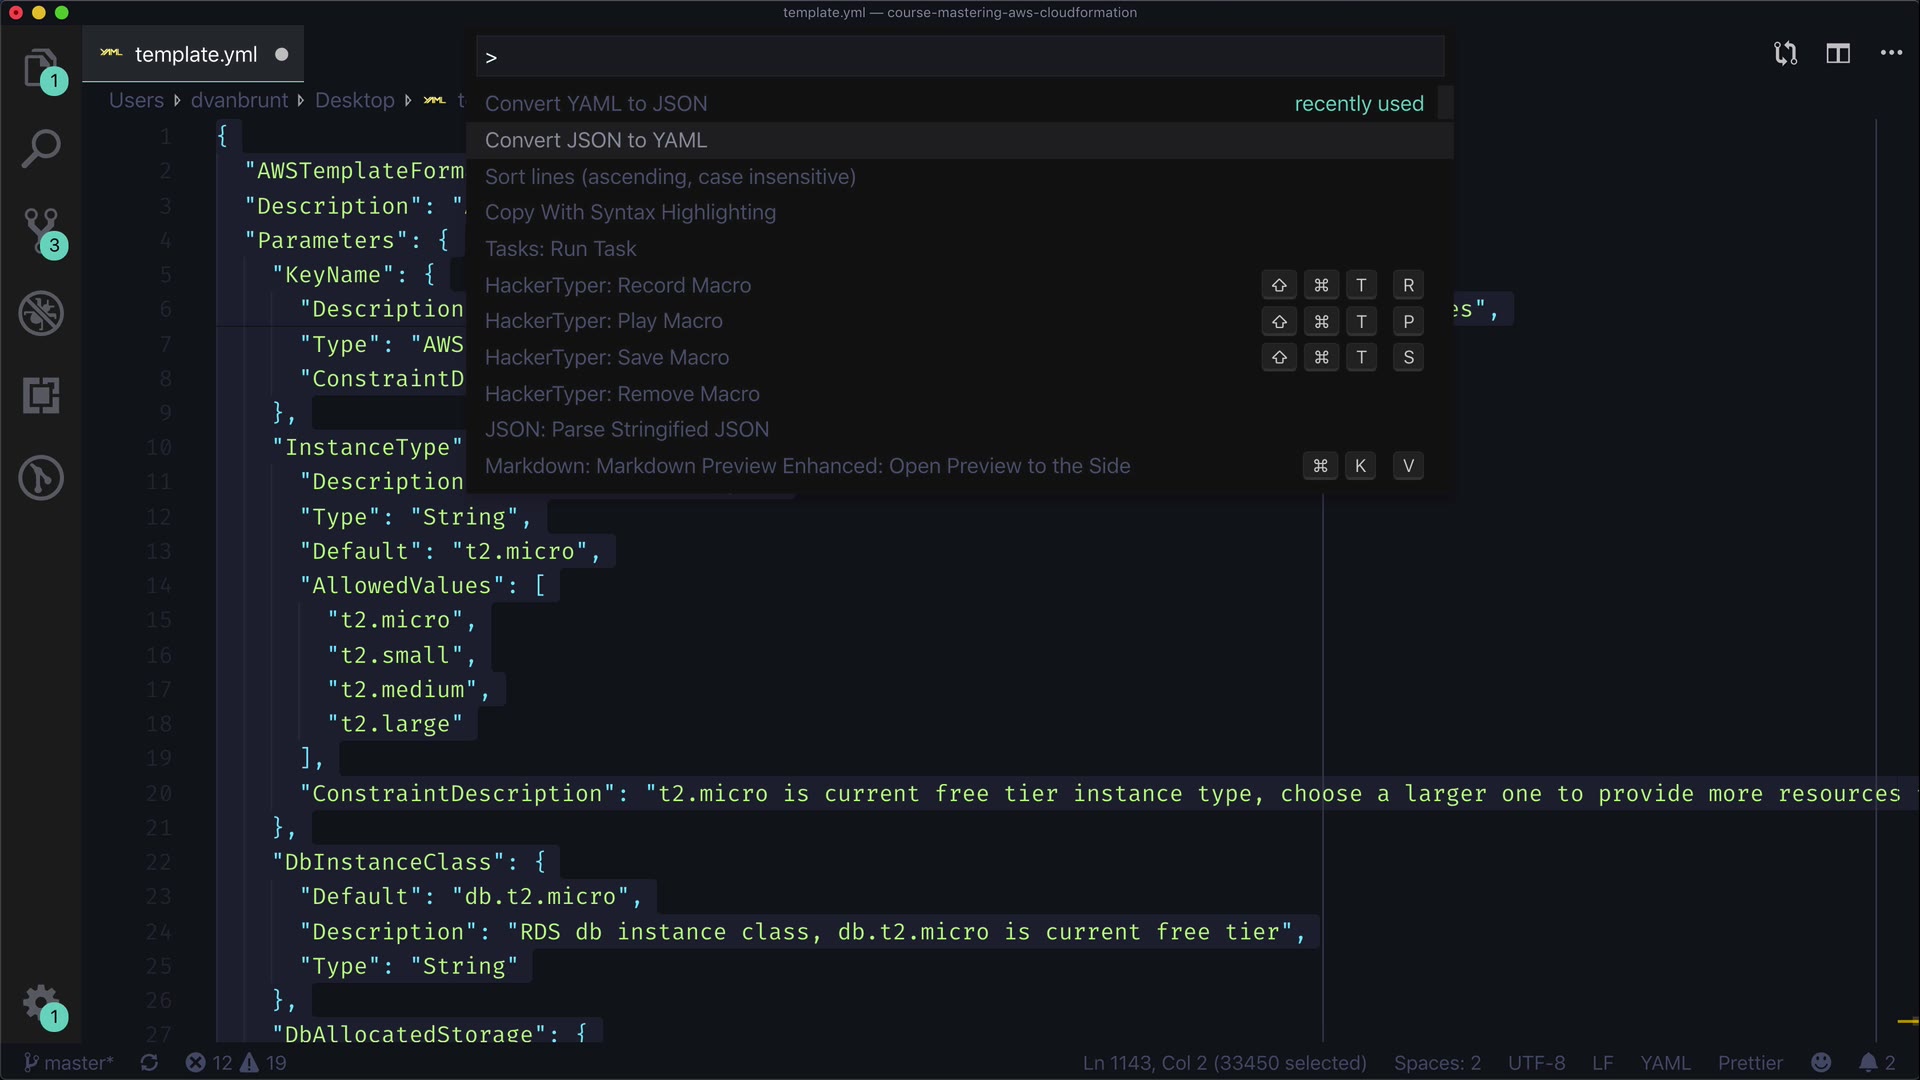 template.yml — course-mastering-aws-cloudformation
YAML template.yml
>
1
3
1
Users dvanbrunt Desktop YAML t
Convert YAML to JSON recently used
Convert JSON to YAML
Sort lines (ascending, case insensitive)
Copy With Syntax Highlighting
Tasks: Run Task
HackerTyper: Record Macro ⇧ ⌘ T R
HackerTyper: Play Macro ⇧ ⌘ T P
HackerTyper: Save Macro ⇧ ⌘ T S
HackerTyper: Remove Macro
JSON: Parse Stringified JSON
Markdown: Markdown Preview Enhanced: Open Preview to the Side ⌘ K V
1 {
2 "AWSTemplateForm
3 "Description": "
4 "Parameters": {
5 "KeyName": {
6 "Description es",
7 "Type": "AWS
8 "ConstraintD
9 },
10 "InstanceType"
11 "Description
12 "Type": "String",
13 "Default": "t2.micro",
14 "AllowedValues": [
15 "t2.micro",
16 "t2.small",
17 "t2.medium",
18 "t2.large"
19 ],
20 "ConstraintDescription": "t2.micro is current free tier instance type, choose a larger one to provide more resources
21 },
22 "DbInstanceClass": {
23 "Default": "db.t2.micro",
24 "Description": "RDS db instance class, db.t2.micro is current free tier",
25 "Type": "String"
26 },
27 "DbAllocatedStorage": {
master* 12 19 Ln 1143, Col 2 (33450 selected) Spaces: 2 UTF-8 LF YAML Prettier 2